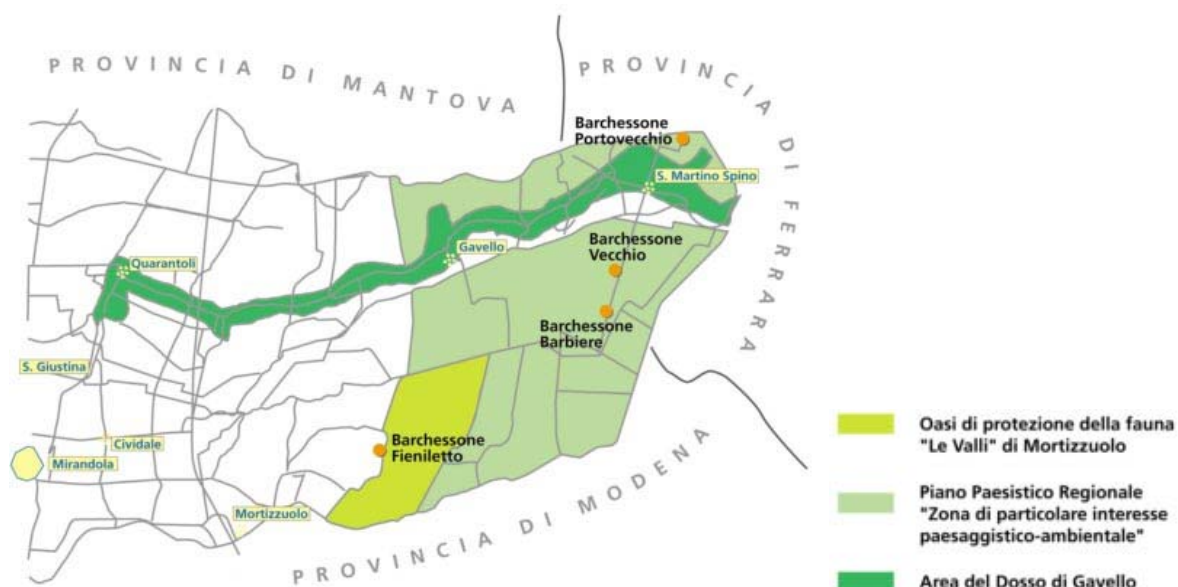 PROVINCIA DI MANTOVA
PROVINCIA DI FERRARA
Barchessone
Portovecchio
S. Martino Spino
Barchessone
Vecchio
Gavello
Quarantoli
Barchessone
Barbiere
S. Giustina
Barchessone
Fieniletto
Cividale
Mirandola
Mortizzuolo
PROVINCIA DI MODENA
Oasi di protezione della fauna
"Le Valli" di Mortizzuolo
Piano Paesistico Regionale
"Zona di particolare interesse
paesaggistico-ambientale"
Area del Dosso di Gavello